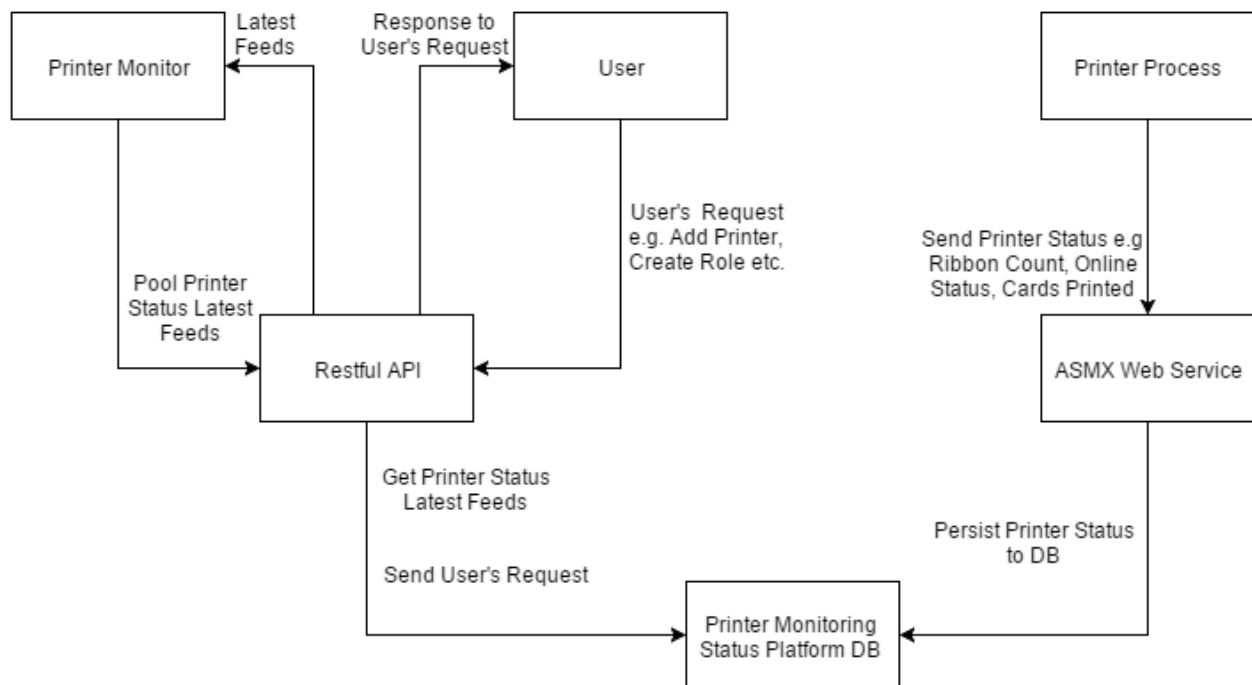 Latest
Feeds
Response to
User's Request
Printer Monitor
User
Printer Process
User's  Request
e.g. Add Printer,
Create Role etc.
Send Printer Status e.g
Ribbon Count, Online
Status, Cards Printed
Pool Printer
Status Latest
Feeds
Restful API
ASMX Web Service
Get Printer Status
Latest Feeds
Persist Printer Status
to DB
Send User's Request
Printer Monitoring
Status Platform DB